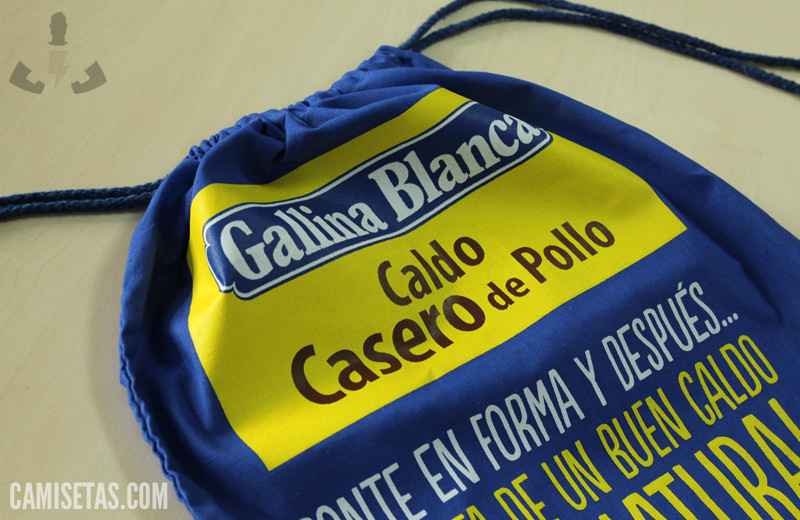 Gallina Blanca
Caldo
Casero de Pollo
PONTE EN FORMA Y DESPUÉS...
DE UN BUEN CALDO
CAMISETAS.COM